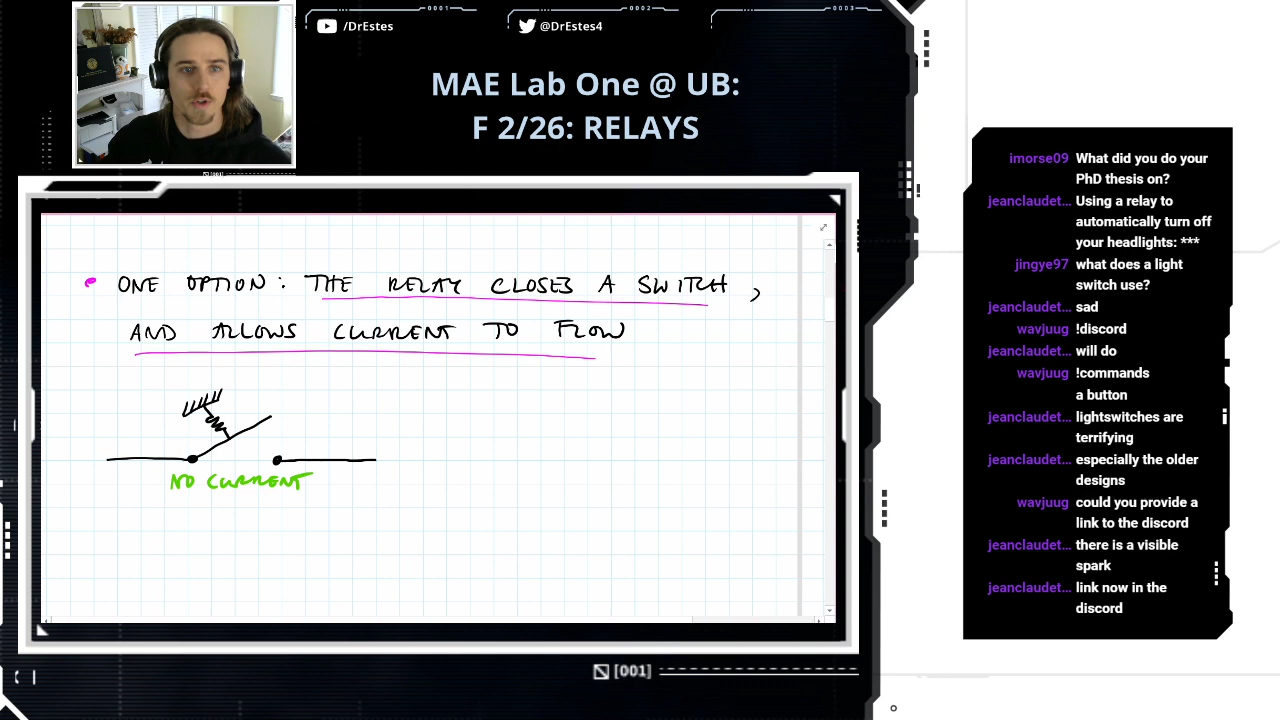 0001
0002
0003
/DrEstes
@DrEstes4
MAE Lab One @ UB:
F 2/26: RELAYS
[001]
• ONE OPTION: THE RELAY CLOSES A SWITCH,
AND ALLOWS CURRENT TO FLOW
NO CURRENT
[001]
imorse09 What did you do your
PhD thesis on?
jeanclaudet... Using a relay to
automatically turn off
your headlights: ***
jingye97 what does a light
switch use?
jeanclaudet... sad
wavjuug !discord
jeanclaudet... will do
wavjuug !commands
a button
jeanclaudet... lightswitches are
terrifying
jeanclaudet... especially the older
designs
wavjuug could you provide a
link to the discord
jeanclaudet... there is a visible
spark
jeanclaudet... link now in the
discord